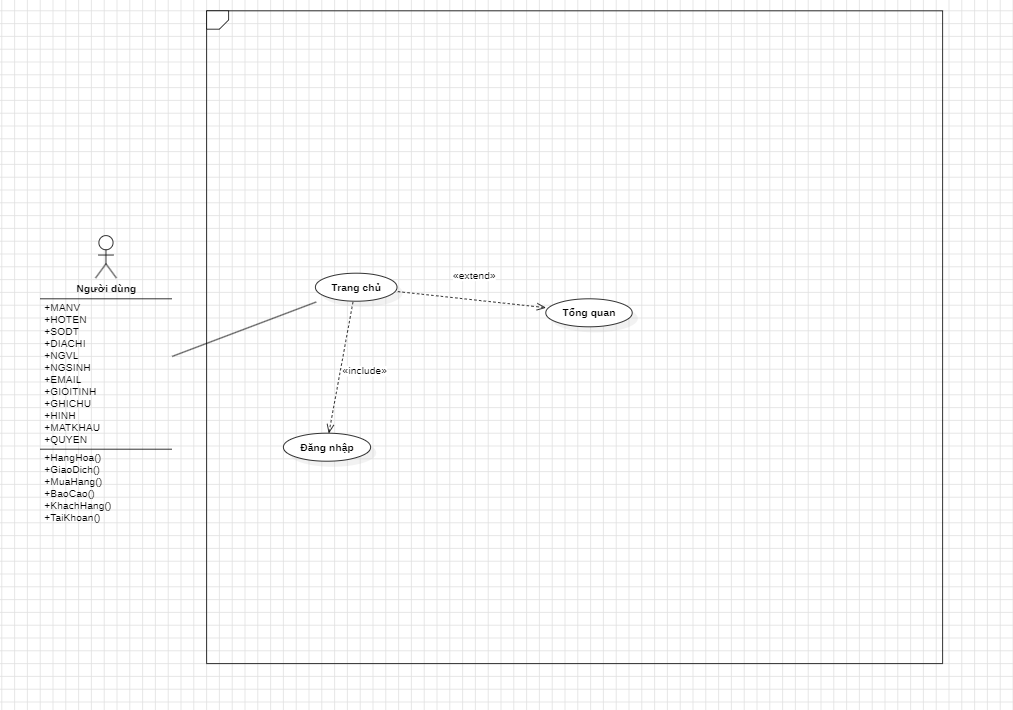 Người dùng
+MANV
+HOTEN
+SODT
+DIACHI
+NGVL
+NGSINH
+EMAIL
+GIOITINH
+GHICHU
+HINH
+MATKHAU
+QUYEN
+HangHoa()
+GiaoDich()
+MuaHang()
+BaoCao()
+KhachHang()
+TaiKhoan()
Trang chủ
«extend»
Tổng quan
«include»
Đăng nhập